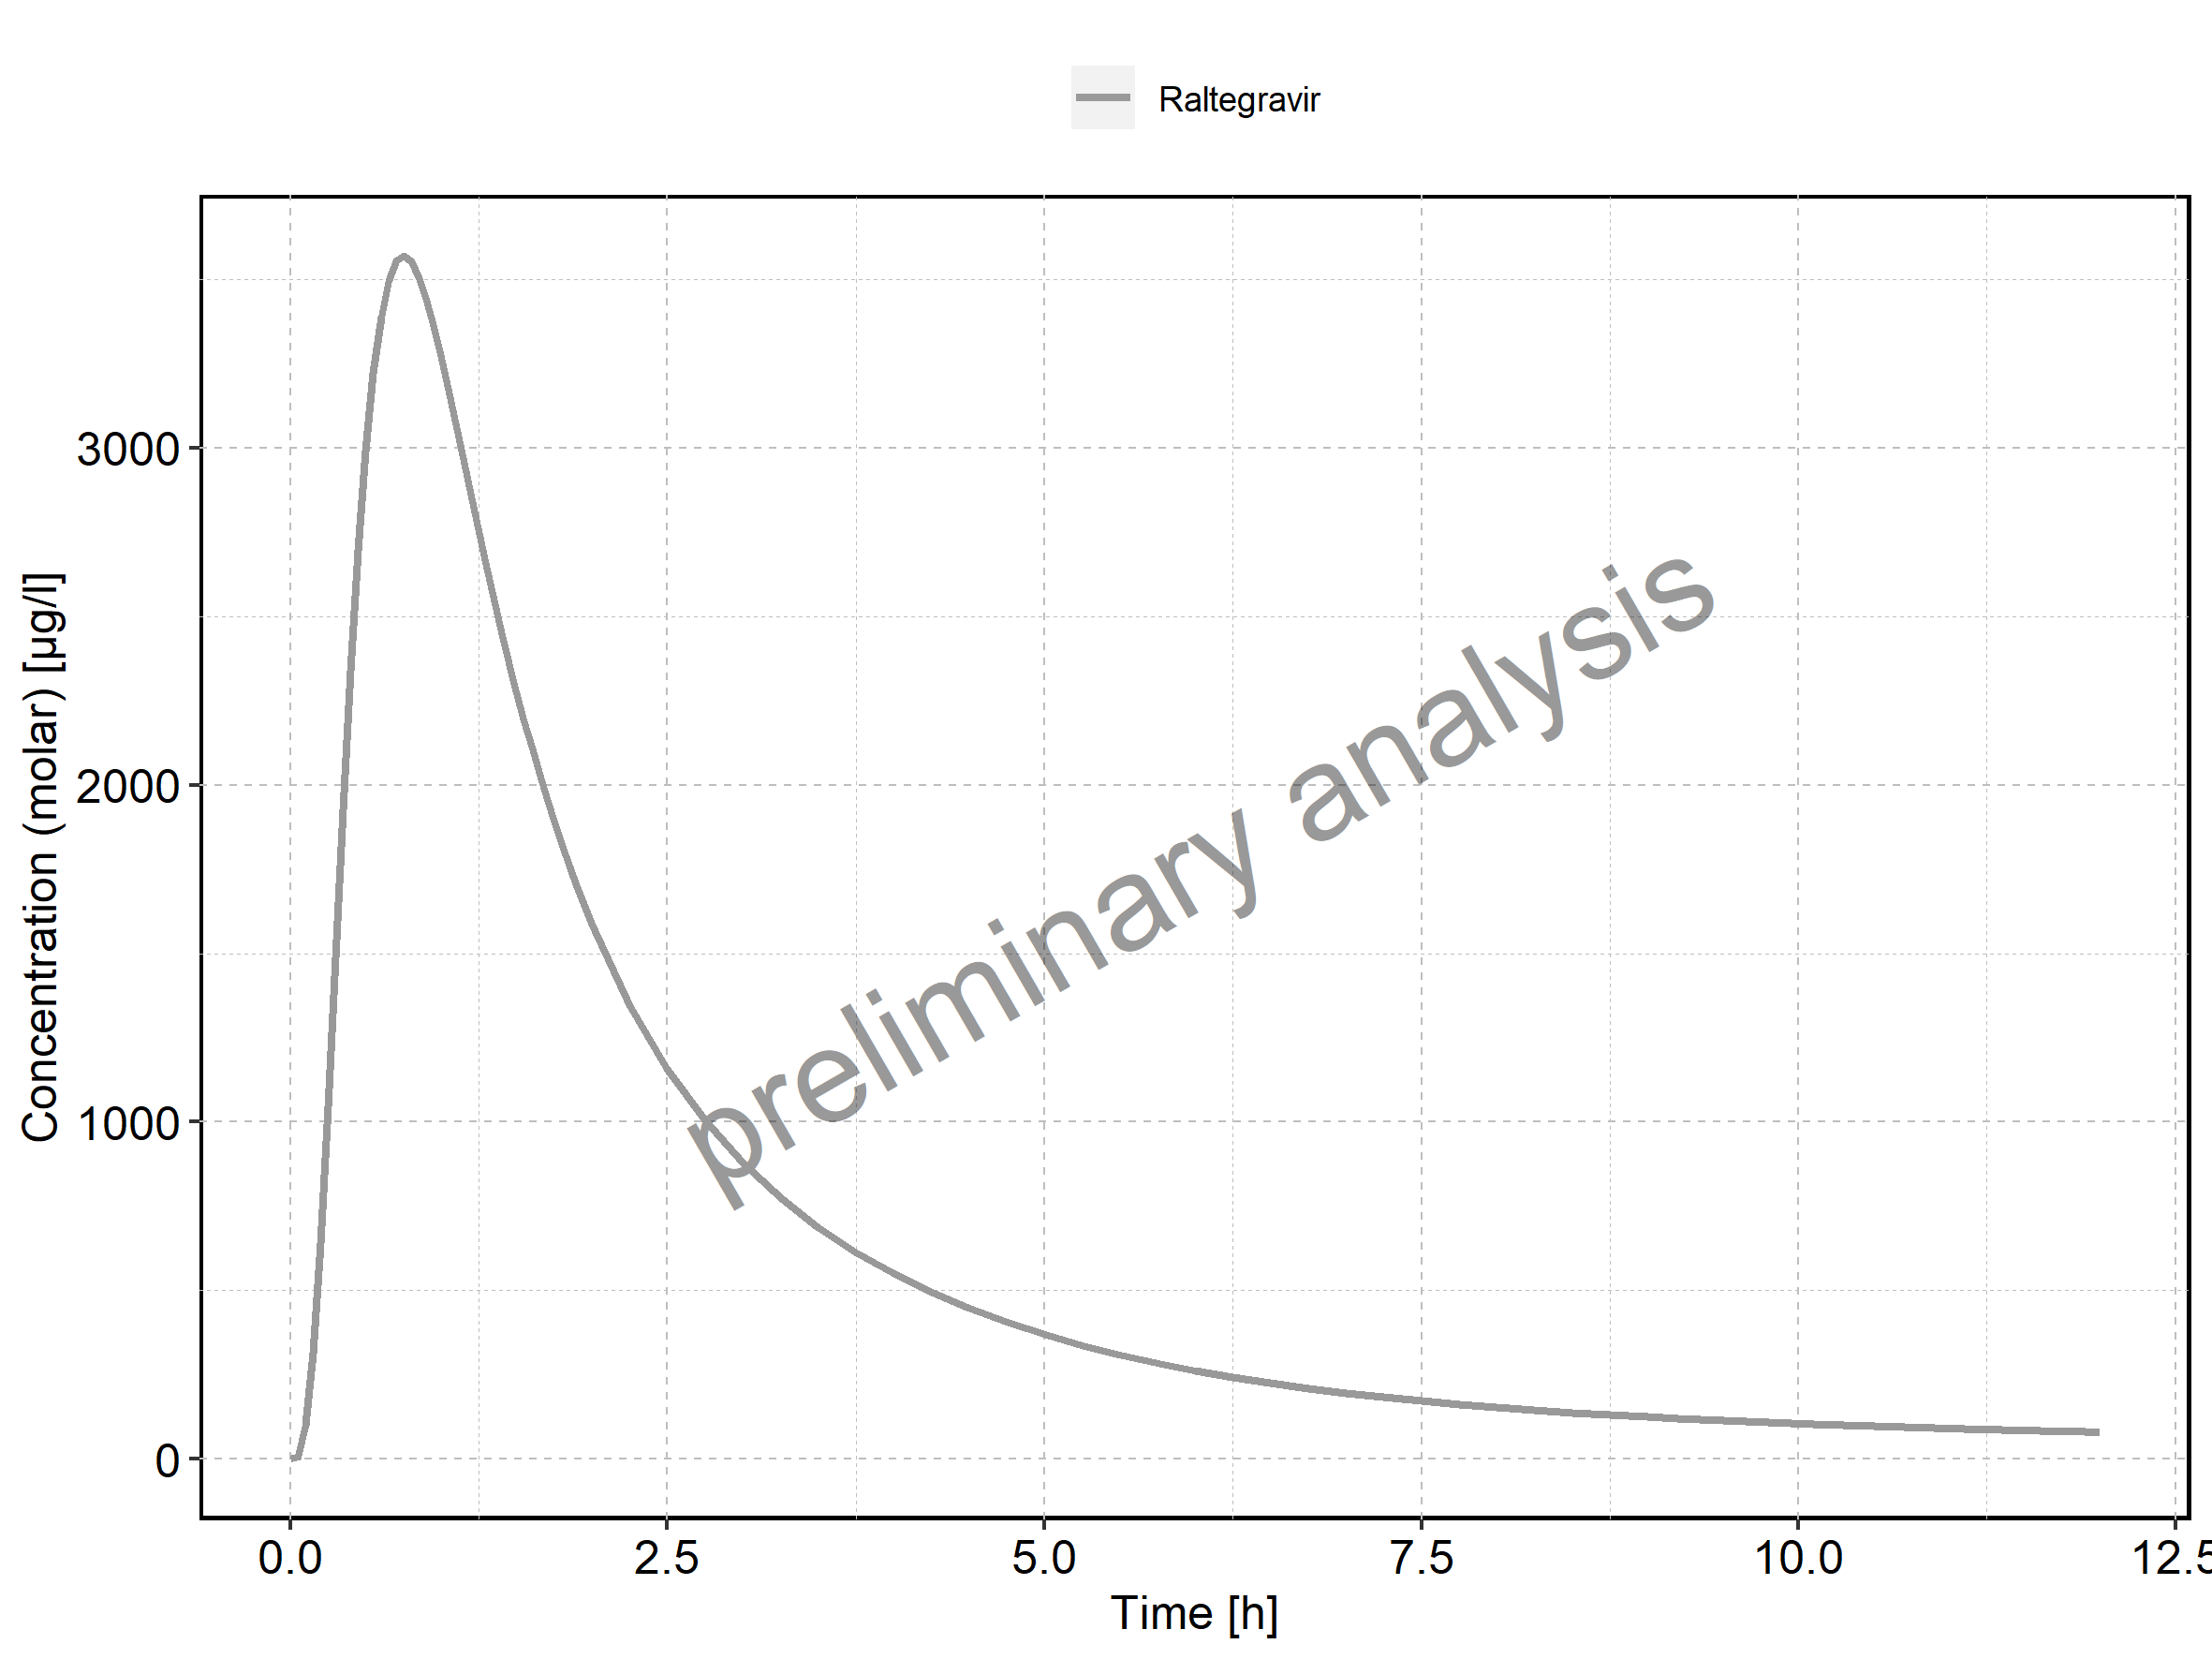 Raltegravir
Concentration (molar) [µg/l]
3000
2000
1000
0
preliminary analysis
0.0 2.5 5.0 7.5 10.0 12.5
Time [h]